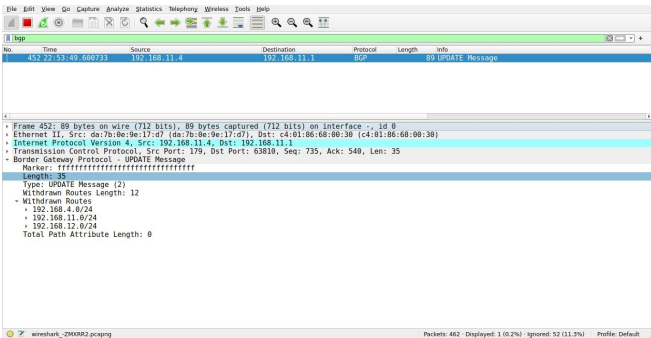 File Edit View Go Capture Analyze Statistics Telephony Wireless Tools Help
bgp
No. Time Source Destination Protocol Length Info
452 22:53:49.600733 192.168.11.4 192.168.11.1 BGP 89 UPDATE Message
Frame 452: 89 bytes on wire (712 bits), 89 bytes captured (712 bits) on interface -, id 0
Ethernet II, Src: da:7b:0e:9e:17:d7 (da:7b:0e:9e:17:d7), Dst: c4:01:86:68:00:30 (c4:01:86:68:00:30)
Internet Protocol Version 4, Src: 192.168.11.4, Dst: 192.168.11.1
Transmission Control Protocol, Src Port: 179, Dst Port: 63810, Seq: 735, Ack: 540, Len: 35
Border Gateway Protocol - UPDATE Message
Marker: ffffffffffffffffffffffffffffffff
Length: 35
Type: UPDATE Message (2)
Withdrawn Routes Length: 12
Withdrawn Routes
192.168.4.0/24
192.168.11.0/24
192.168.12.0/24
Total Path Attribute Length: 0
wireshark_-ZMXRR2.pcapng Packets: 462 · Displayed: 1 (0.2%) · Ignored: 52 (11.3%) Profile: Default